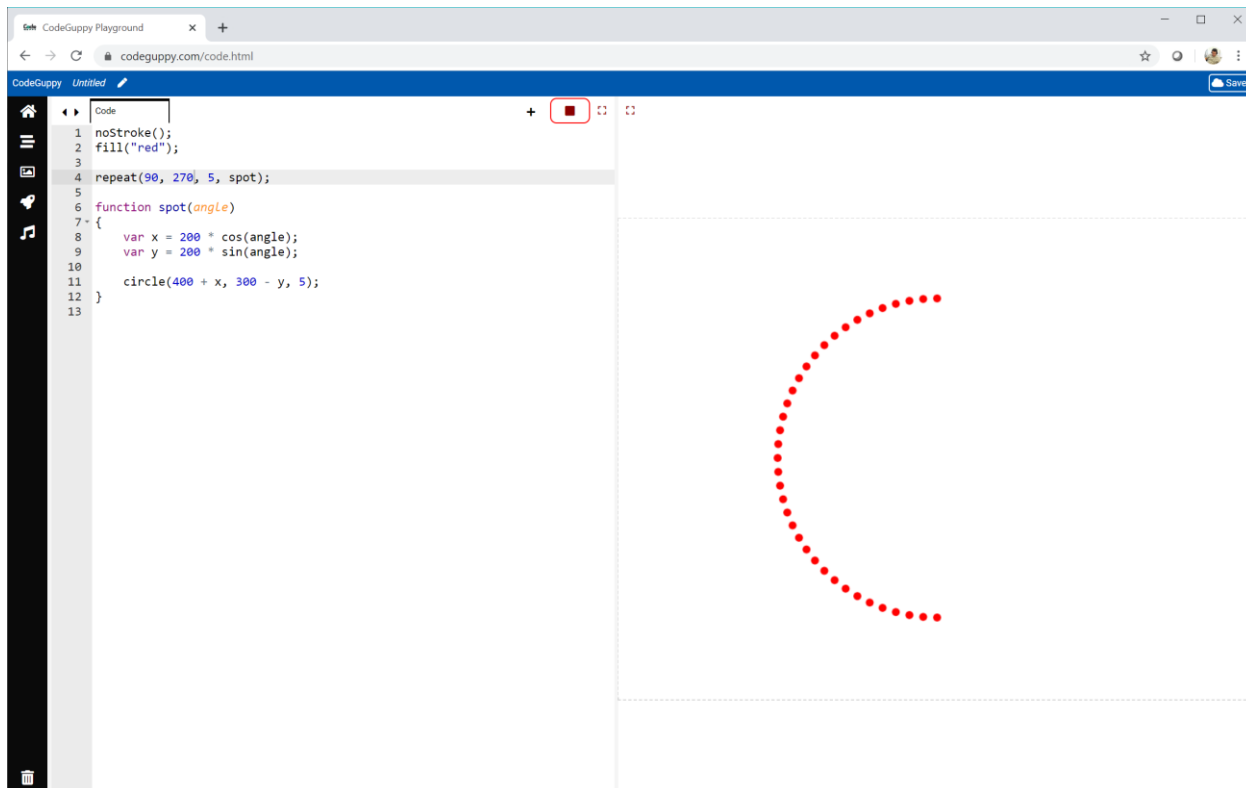 Code CodeGuppy Playground × +
codeguppy.com/code.html
CodeGuppy Untitled Save
Code +
1 noStroke();
2 fill("red");
3
4 repeat(90, 270, 5, spot);
5
6 function spot(angle)
7 {
8 var x = 200 * cos(angle);
9 var y = 200 * sin(angle);
10
11 circle(400 + x, 300 - y, 5);
12 }
13